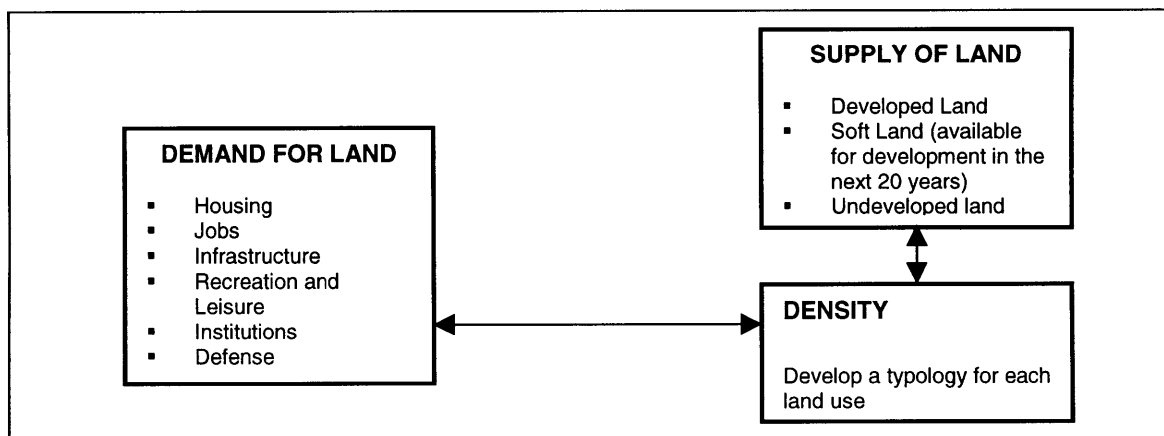 DEMAND FOR LAND
▪ Housing
▪ Jobs
▪ Infrastructure
▪ Recreation and
Leisure
▪ Institutions
▪ Defense
SUPPLY OF LAND
▪ Developed Land
▪ Soft Land (available
for development in the
next 20 years)
▪ Undeveloped land
DENSITY
Develop a typology for each
land use